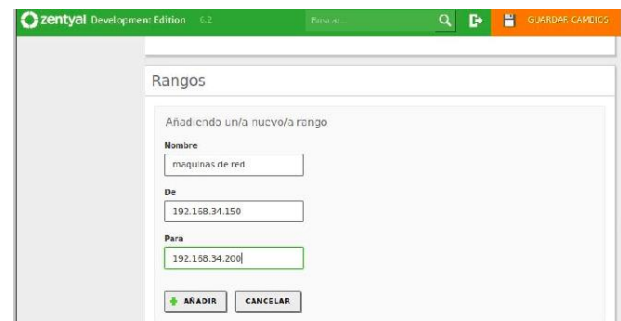 zentyal Development Edition 6.2 Buscar... GUARDAR CAMBIOS
Rangos
Añadiendo un/a nuevo/a rango
Nombre
maquinas de red
De
192.168.34.150
Para
192.168.34.200
AÑADIR CANCELAR